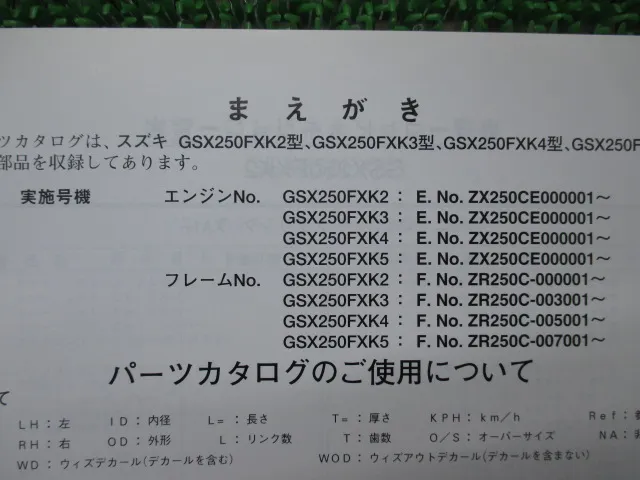 まえがき
ツカタログは、スズキ GSX250FXK2型、GSX250FXK3型、GSX250FXK4型、GSX250F
部品を収録してあります。
実施号機 エンジンNo. GSX250FXK2： E. No. ZX250CE000001～
GSX250FXK3： E. No. ZX250CE000001～
GSX250FXK4： E. No. ZX250CE000001～
GSX250FXK5： E. No. ZX250CE000001～
フレームNo. GSX250FXK2： F. No. ZR250C-000001～
GSX250FXK3： F. No. ZR250C-003001～
GSX250FXK4： F. No. ZR250C-005001～
GSX250FXK5： F. No. ZR250C-007001～
パーツカタログのご使用について
て
LH：左 ID：内径 L=：長さ T=：厚さ KPH：km/h Ref：
RH：右 OD：外形 L：リンク数 T：歯数 O/S：オーバーサイズ NA：
WD：ウィズデカール(デカールを含む) WOD：ウィズアウトデカール(デカールを含まない)